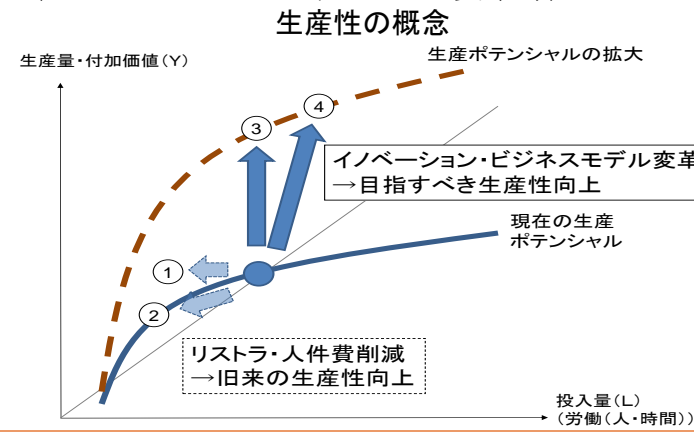 生産性の概念
生産量・付加価値(Y)
生産ポテンシャルの拡大
④
③
イノベーション・ビジネスモデル変革
→目指すべき生産性向上
現在の生産
ポテンシャル
①
②
リストラ・人件費削減
→旧来の生産性向上
投入量(L)
(労働(人・時間))